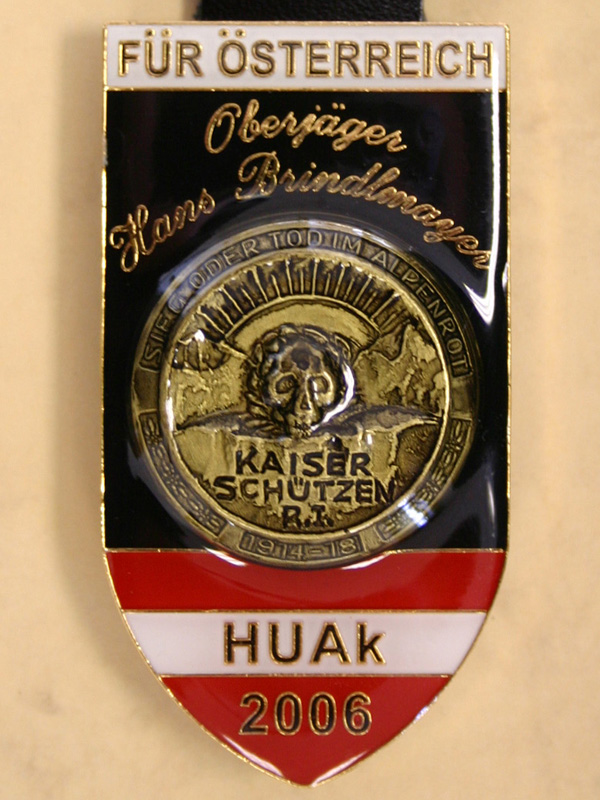 FÜR ÖSTERREICH
Oberjäger
Hans Brindlmayer
SIEG ODER TOD IM ALPENROT
KAISER
SCHÜTZEN
R.I.
1914-18
HUAk
2006